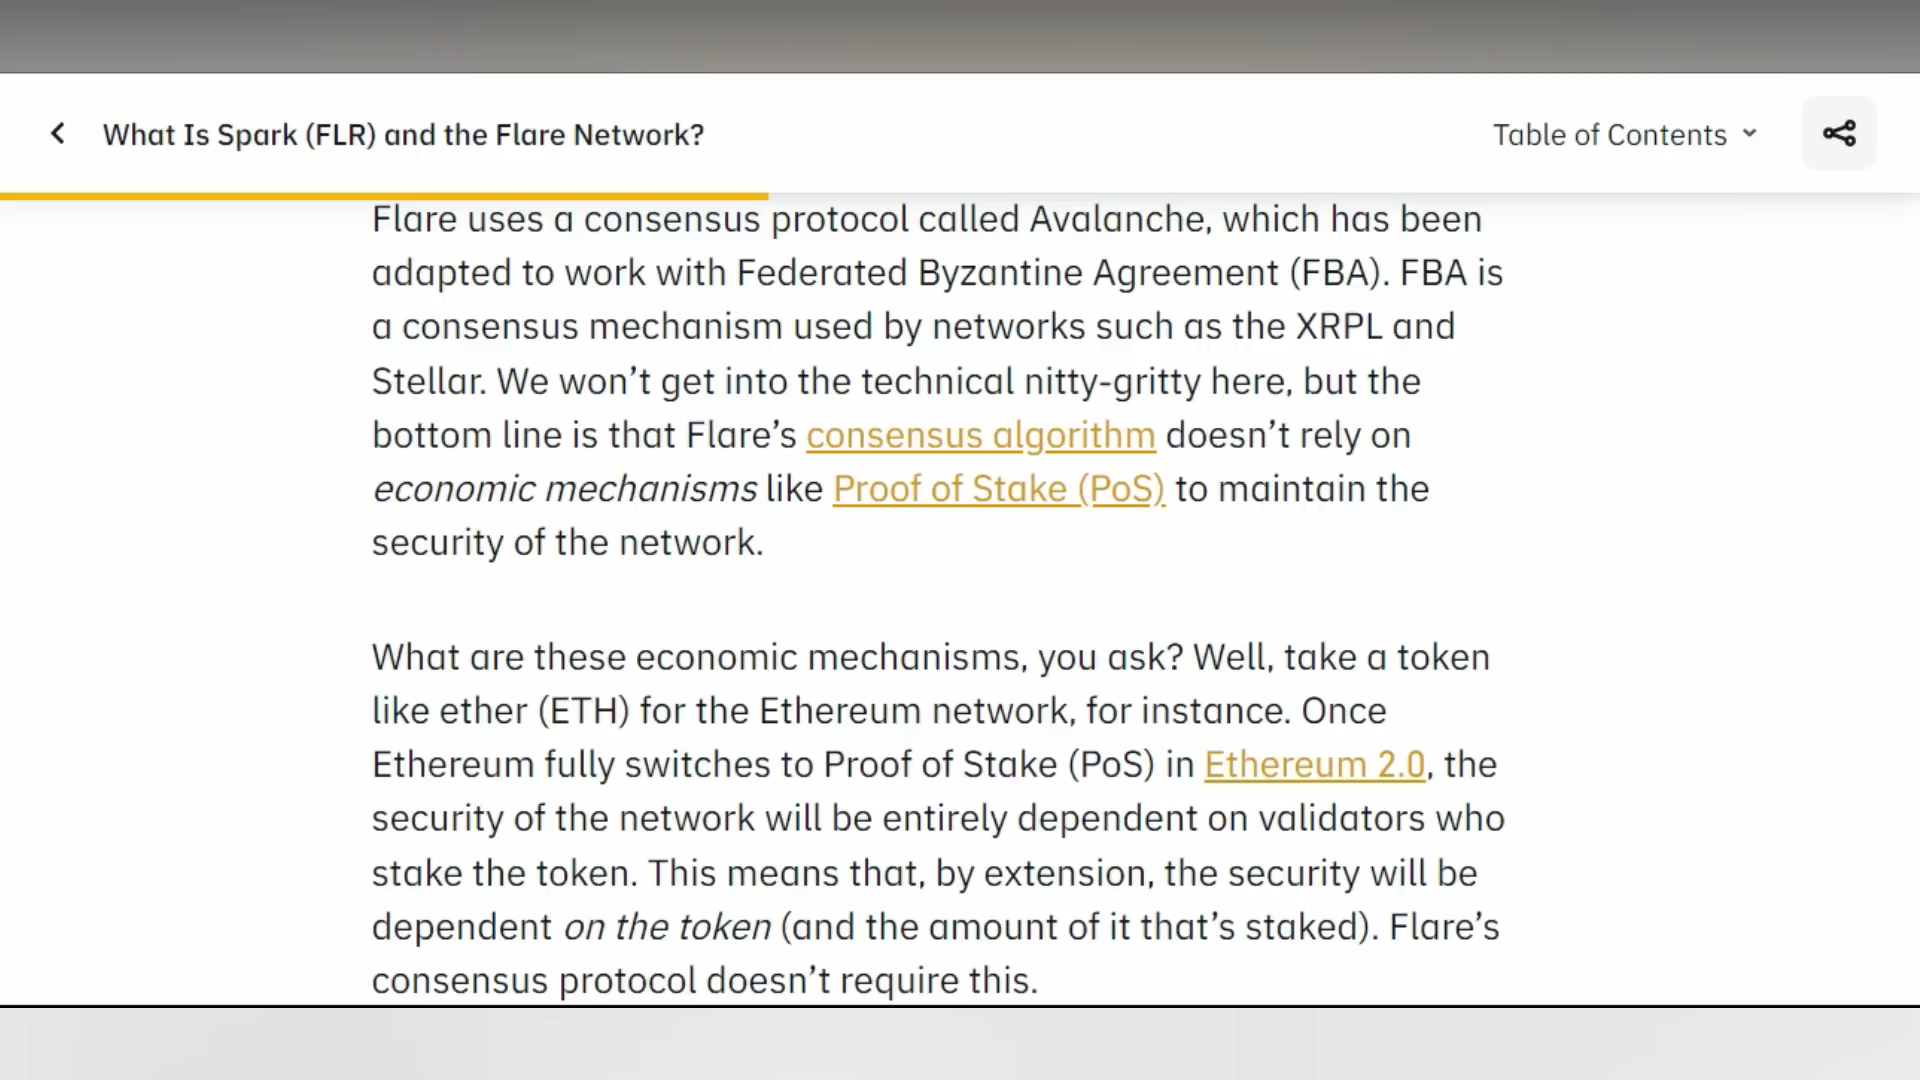 What Is Spark (FLR) and the Flare Network?
Table of Contents
Flare uses a consensus protocol called Avalanche, which has been
adapted to work with Federated Byzantine Agreement (FBA). FBA is
a consensus mechanism used by networks such as the XRPL and
Stellar. We won’t get into the technical nitty-gritty here, but the
bottom line is that Flare’s consensus algorithm doesn’t rely on
economic mechanisms like Proof of Stake (PoS) to maintain the
security of the network.
What are these economic mechanisms, you ask? Well, take a token
like ether (ETH) for the Ethereum network, for instance. Once
Ethereum fully switches to Proof of Stake (PoS) in Ethereum 2.0, the
security of the network will be entirely dependent on validators who
stake the token. This means that, by extension, the security will be
dependent on the token (and the amount of it that’s staked). Flare’s
consensus protocol doesn’t require this.